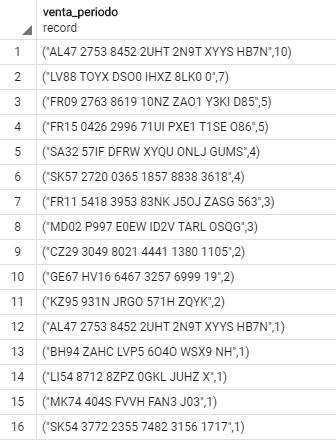 venta_periodo
record
1 ("AL47 2753 8452 2UHT 2N9T XYYS HB7N",10)
2 ("LV88 TOYX DSO0 IHXZ 8LK0 0",7)
3 ("FR09 2763 8619 10NZ ZAO1 Y3KI D85",5)
4 ("FR15 0426 2996 71UI PXE1 T1SE O86",5)
5 ("SA32 57IF DFRW XYQU ONLJ GUMS",4)
6 ("SK57 2720 0365 1857 8838 3618",4)
7 ("FR11 5418 3953 83NK J5OJ ZASG 563",3)
8 ("MD02 P997 E0EW ID2V TARL OSQG",3)
9 ("CZ29 3049 8021 4441 1380 1105",2)
10 ("GE67 HV16 6467 3257 6999 19",2)
11 ("KZ95 931N JRGO 571H ZQYK",2)
12 ("AL47 2753 8452 2UHT 2N9T XYYS HB7N",1)
13 ("BH94 ZAHC LVP5 6O4O WSX9 NH",1)
14 ("LI54 8712 8ZPZ 0GKL JUHZ X",1)
15 ("MK74 404S FVVH FAN3 J03",1)
16 ("SK54 3772 2355 7482 3156 1717",1)